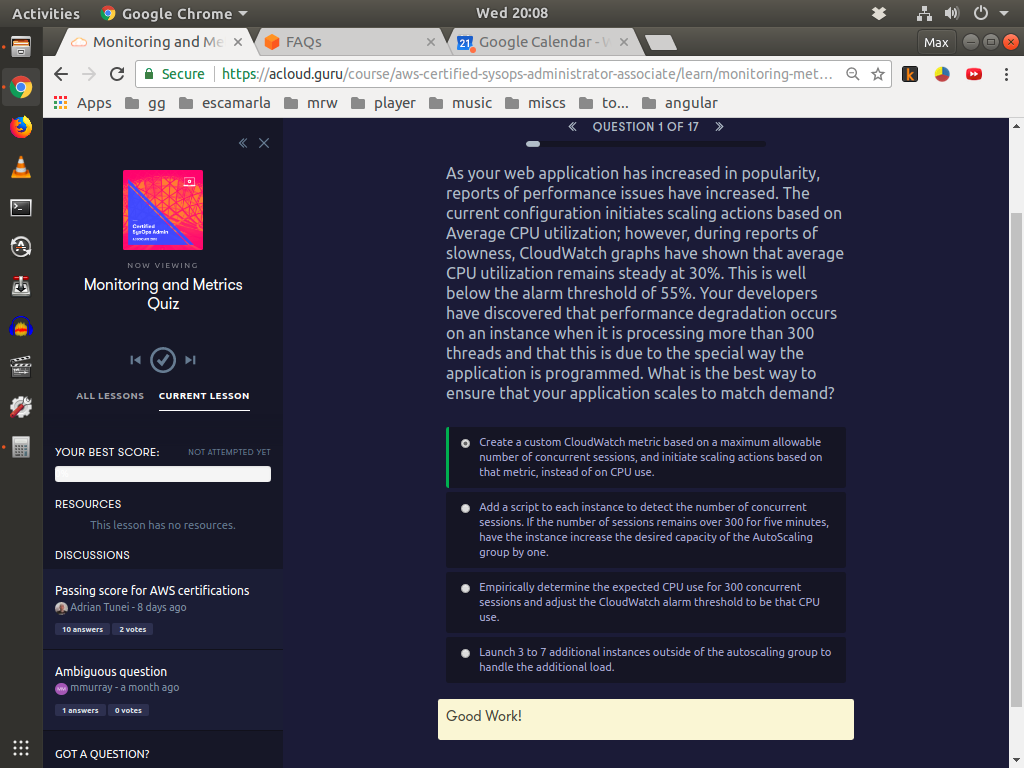 Activities
Google Chrome
Wed 20:08
Monitoring and Me
FAQs
21
Google Calendar - W
Max
Secure
https://acloud.guru/course/aws-certified-sysops-administrator-associate/learn/monitoring-met...
Apps
gg
escamarla
mrw
player
music
miscs
to...
angular
Certified
SysOps Admin
NOW VIEWING
Monitoring and Metrics
Quiz
ALL LESSONS
CURRENT LESSON
YOUR BEST SCORE:
NOT ATTEMPTED YET
RESOURCES
This lesson has no resources.
DISCUSSIONS
Passing score for AWS certifications
Adrian Tunei - 8 days ago
10 answers
2 votes
Ambiguous question
mmurray - a month ago
1 answers
0 votes
GOT A QUESTION?
QUESTION 1 OF 17
As your web application has increased in popularity,
reports of performance issues have increased. The
current configuration initiates scaling actions based on
Average CPU utilization; however, during reports of
slowness, CloudWatch graphs have shown that average
CPU utilization remains steady at 30%. This is well
below the alarm threshold of 55%. Your developers
have discovered that performance degradation occurs
on an instance when it is processing more than 300
threads and that this is due to the special way the
application is programmed. What is the best way to
ensure that your application scales to match demand?
Create a custom CloudWatch metric based on a maximum allowable
number of concurrent sessions, and initiate scaling actions based on
that metric, instead of on CPU use.
Add a script to each instance to detect the number of concurrent
sessions. If the number of sessions remains over 300 for five minutes,
have the instance increase the desired capacity of the AutoScaling
group by one.
Empirically determine the expected CPU use for 300 concurrent
sessions and adjust the CloudWatch alarm threshold to be that CPU
use.
Launch 3 to 7 additional instances outside of the autoscaling group to
handle the additional load.
Good Work!